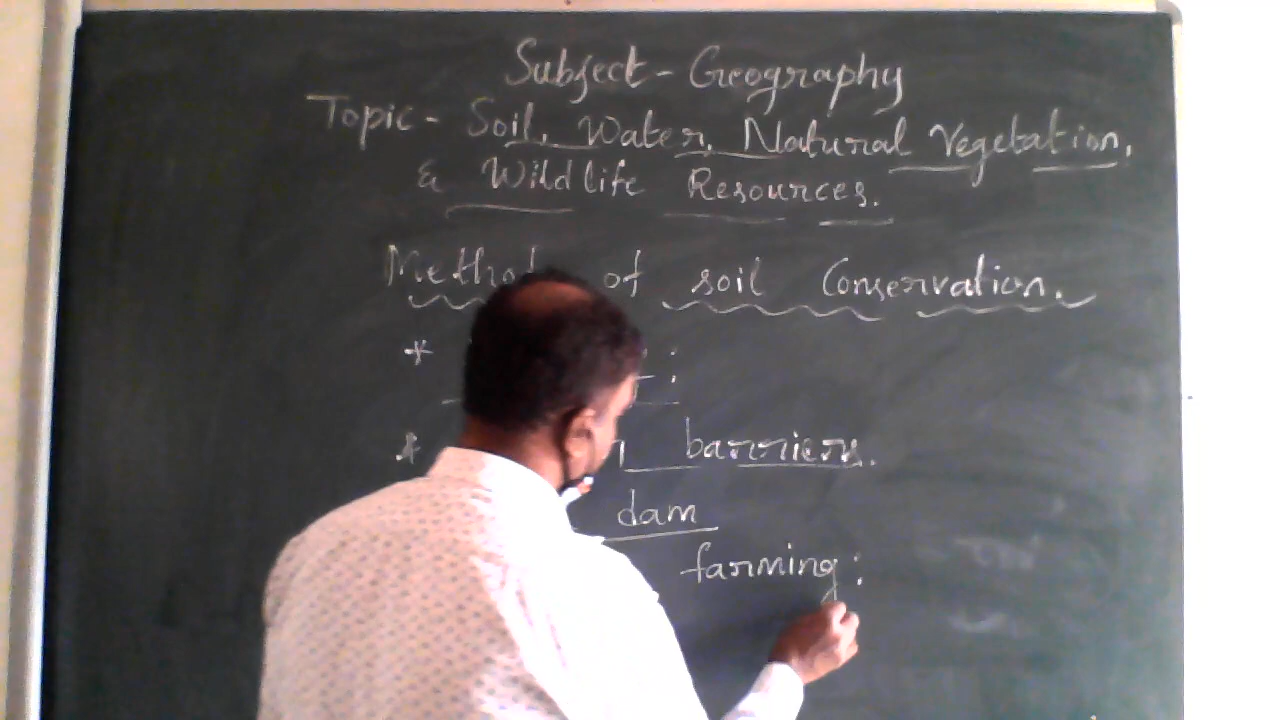 Subject - Geography
Topic - Soil, Water, Natural Vegetation,
& Wildlife Resources.
of soil Conservation.
*
* barriers.
dam
farming: